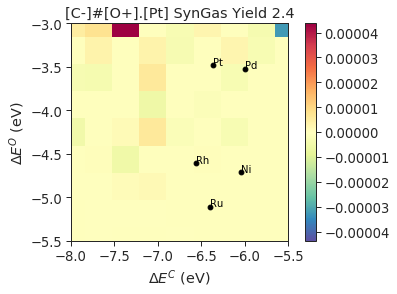 [C-]#[O+].[Pt] SynGas Yield 2.4
−3.0
−3.5
−4.0
−4.5
−5.0
−5.5
ΔE^O (eV)
−8.0 −7.5 −7.0 −6.5 −6.0 −5.5
ΔE^C (eV)
Pt
Pd
Rh
Ni
Ru
0.00004
0.00003
0.00002
0.00001
0.00000
−0.00001
−0.00002
−0.00003
−0.00004